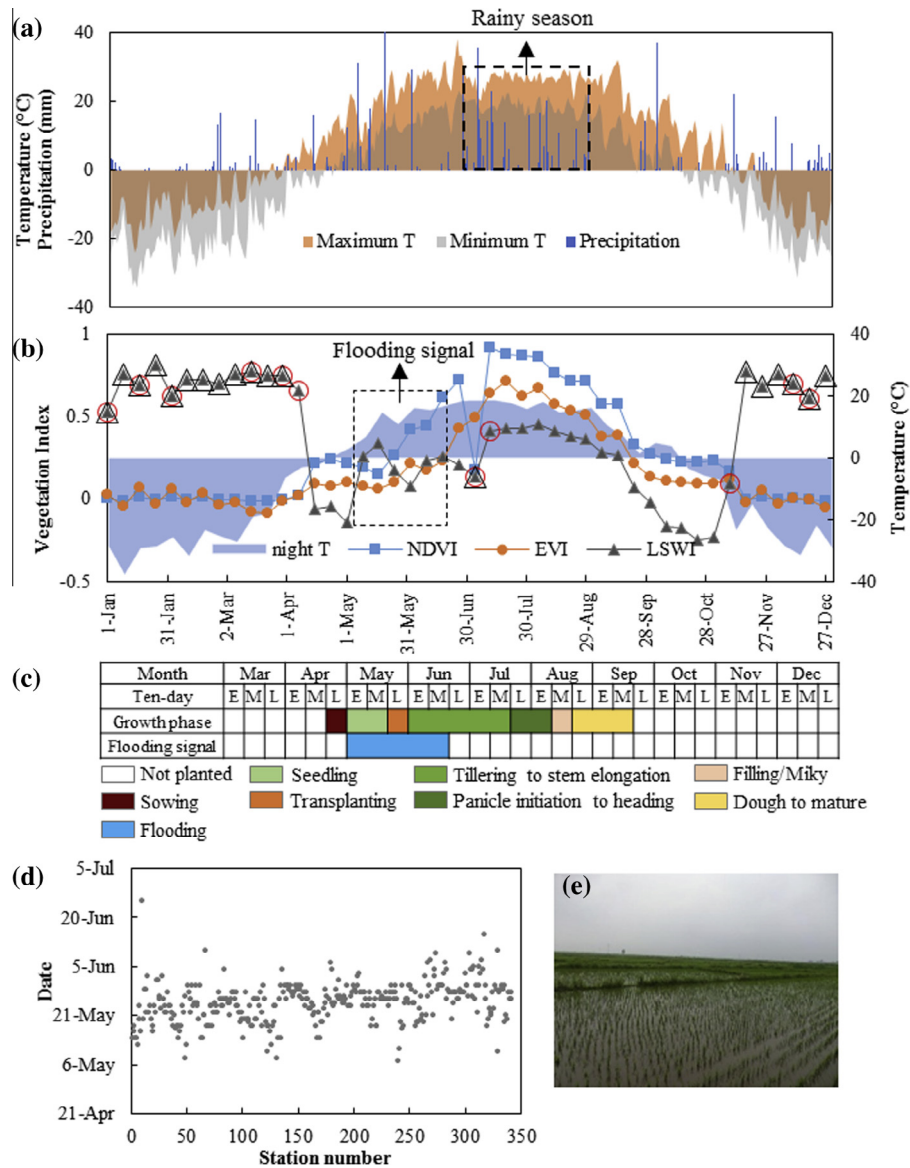 (a)
Rainy season
40
20
0
-20
-40
Temperature (°C)
Precipitation (mm)
Maximum T
Minimum T
Precipitation
(b)
Flooding signal
1
0.5
0
-0.5
Vegetation Index
40
20
0
-20
-40
Temperature (°C)
night T
NDVI
EVI
LSWI
1-Jan
31-Jan
2-Mar
1-Apr
1-May
31-May
30-Jun
30-Jul
29-Aug
28-Sep
28-Oct
27-Nov
27-Dec
(c)
Month Mar Apr May Jun Jul Aug Sep Oct Nov Dec
Ten-day E M L E M L E M L E M L E M L E M L E M L E M L E M L E M L
Growth phase
Flooding signal
Not planted
Seedling
Tillering to stem elongation
Filling/Miky
Sowing
Transplanting
Panicle initiation to heading
Dough to mature
Flooding
(d)
5-Jul
20-Jun
5-Jun
21-May
6-May
21-Apr
Date
0 50 100 150 200 250 300 350
Station number
(e)